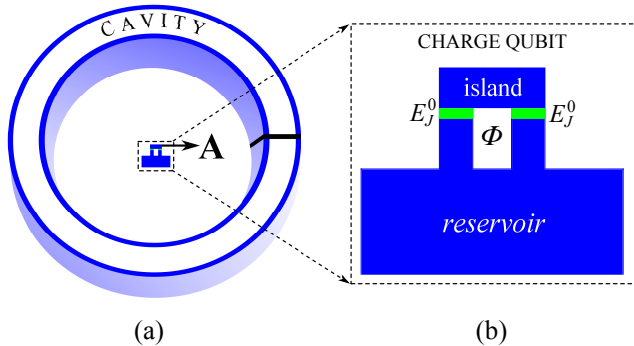 CAVITY
A
(a)
CHARGE QUBIT
island
E_J^0 E_J^0
Φ
reservoir
(b)